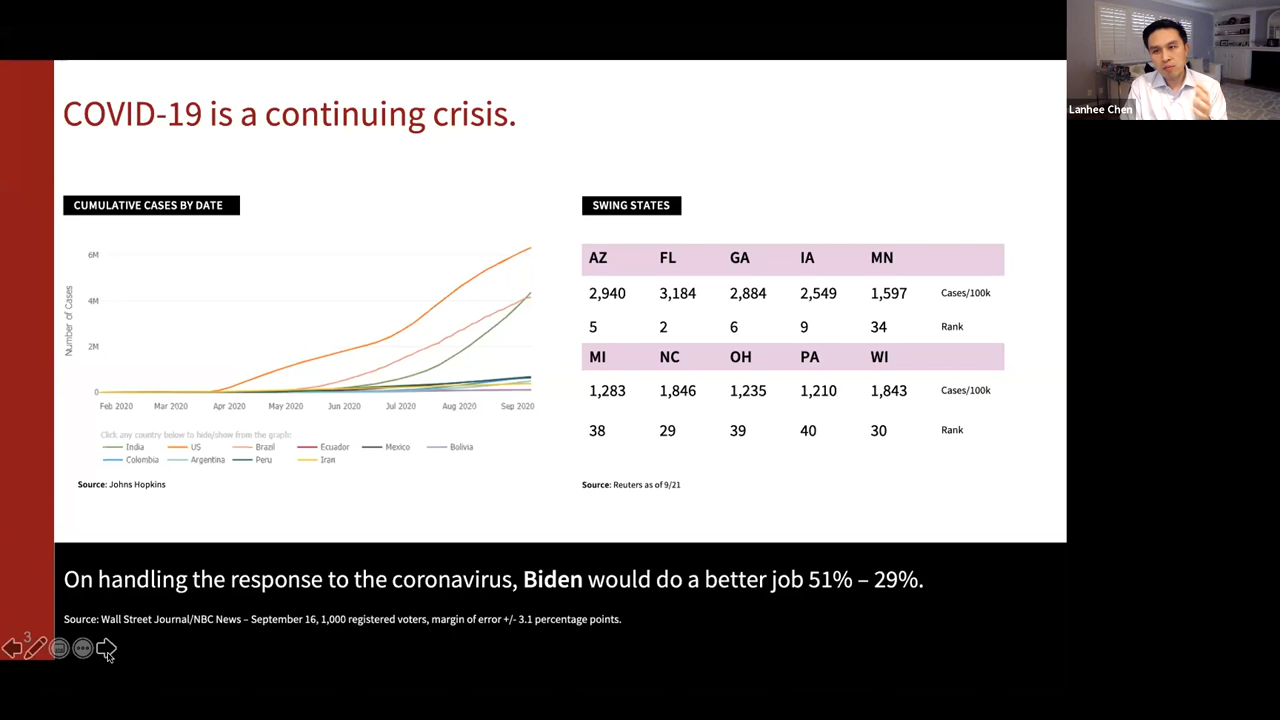 COVID-19 is a continuing crisis.
Lanhee Chen
CUMULATIVE CASES BY DATE
6M
4M
2M
0
Number of Cases
Feb 2020 Mar 2020 Apr 2020 May 2020 Jun 2020 Jul 2020 Aug 2020 Sep 2020
Click any country below to hide/show from the graph:
India US Brazil Ecuador Mexico Bolivia
Colombia Argentina Peru Iran
Source: Johns Hopkins
SWING STATES
AZ FL GA IA MN
2,940 3,184 2,884 2,549 1,597 Cases/100k
5 2 6 9 34 Rank
MI NC OH PA WI
1,283 1,846 1,235 1,210 1,843 Cases/100k
38 29 39 40 30 Rank
Source: Reuters as of 9/21
On handling the response to the coronavirus, Biden would do a better job 51% – 29%.
Source: Wall Street Journal/NBC News – September 16, 1,000 registered voters, margin of error +/- 3.1 percentage points.
3